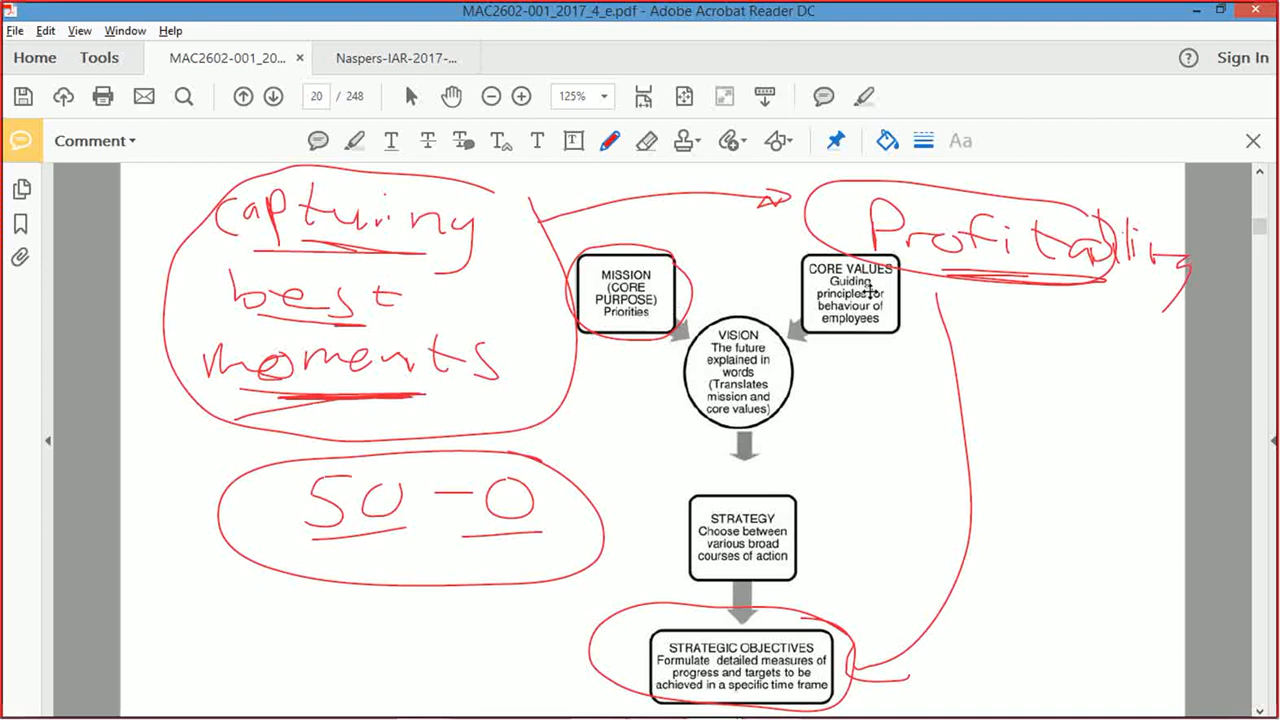 MAC2602-001_2017_4_e.pdf - Adobe Acrobat Reader DC
File Edit View Window Help
Home Tools MAC2602-001_20... × Naspers-IAR-2017-... ? Sign In
20 / 248 125%
Comment T T T T T T Aa
capturing
best
moments
Profitability
50 - 0
MISSION
(CORE
PURPOSE)
Priorities
CORE VALUES
Guiding
principles for
behaviour of
employees
VISION
The future
explained in
words
(Translates
mission and
core values)
STRATEGY
Choose between
various broad
courses of action
STRATEGIC OBJECTIVES
Formulate detailed measures of
progress and targets to be
achieved in a specific time frame